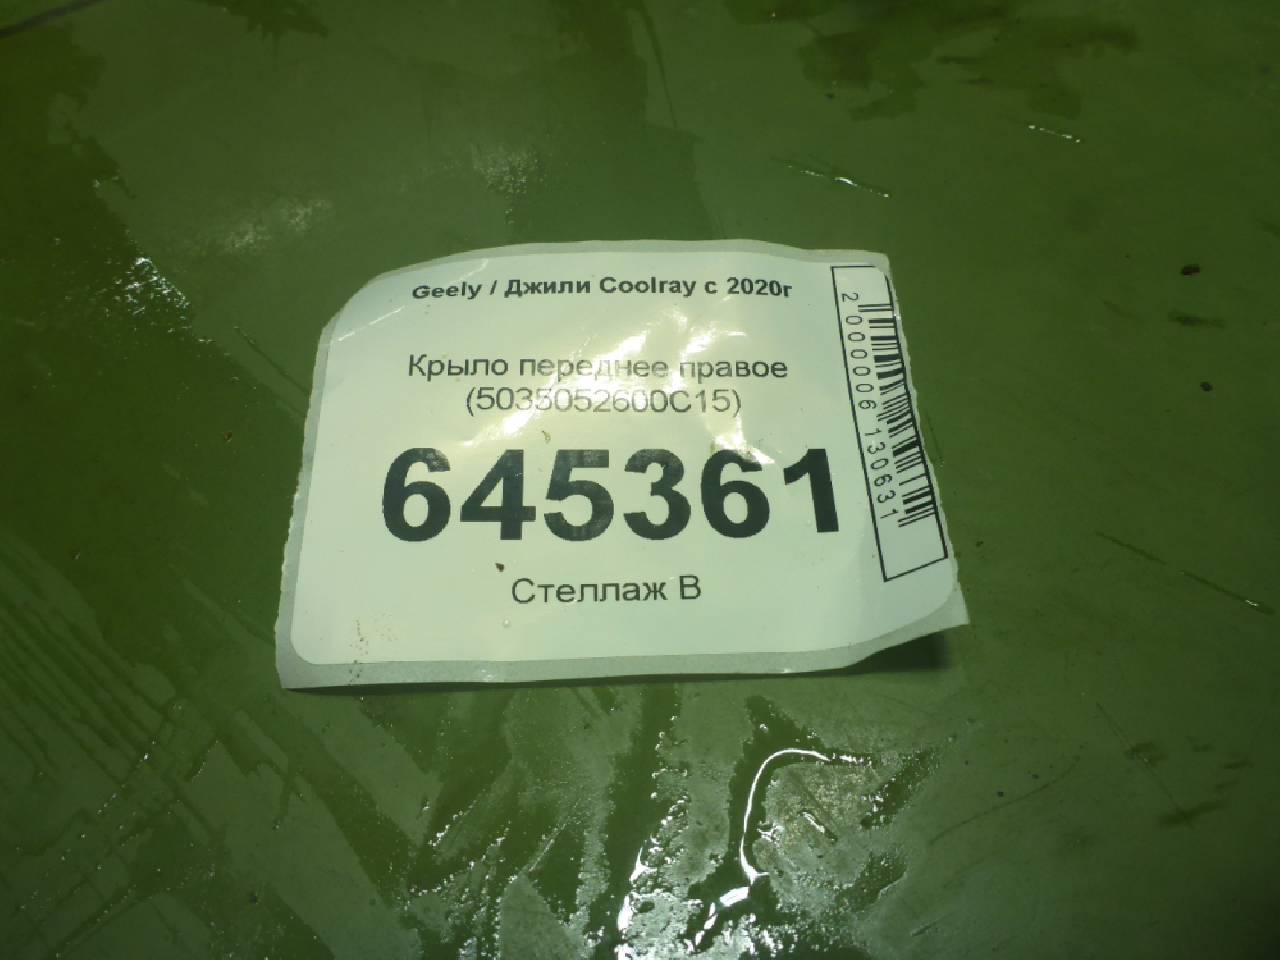 Geely / Джили Coolray с 2020г
Крыло переднее правое
(5035052600C15)
645361
Стеллаж В
2000006130631